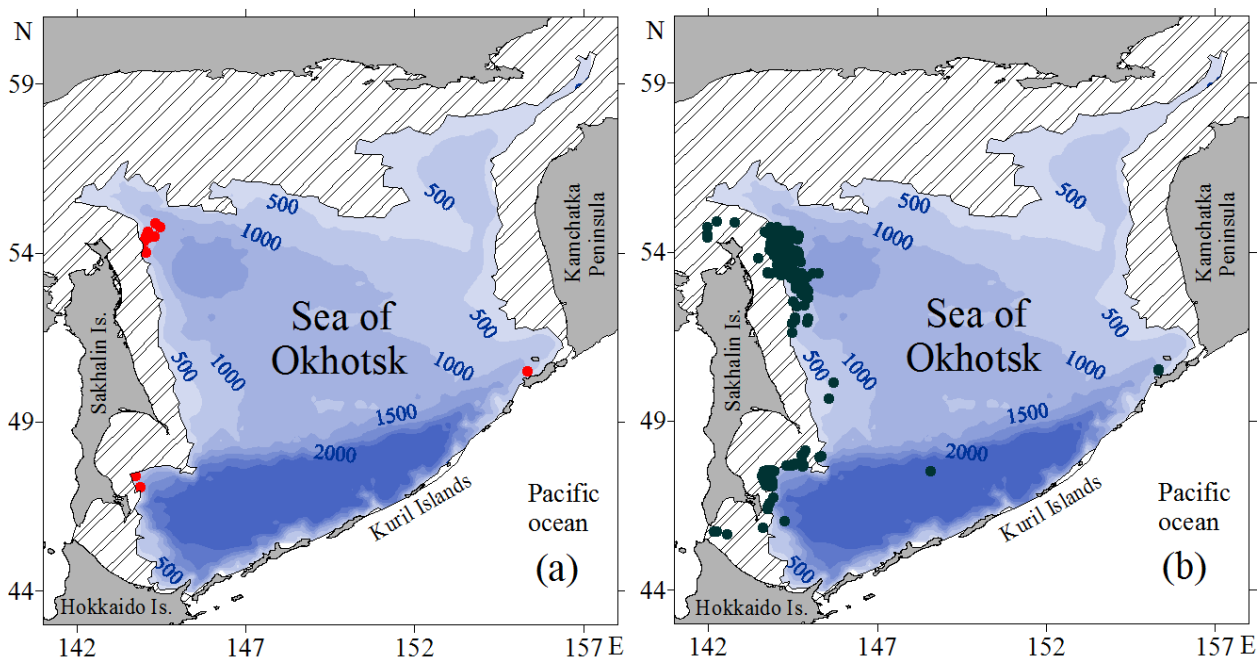 N
59
54
49
44
142
147
152
157 E
500
500
1000
500
Kamchatka
Peninsula
Sea of
Okhotsk
Sakhalin Is.
500
1000
1000
1500
2000
Kuril Islands
Pacific
ocean
500
Hokkaido Is.
(a)
N
59
54
49
44
142
147
152
157 E
500
500
1000
500
Kamchatka
Peninsula
Sea of
Okhotsk
Sakhalin Is.
500
1000
1000
1500
2000
Kuril Islands
Pacific
ocean
500
Hokkaido Is.
(b)